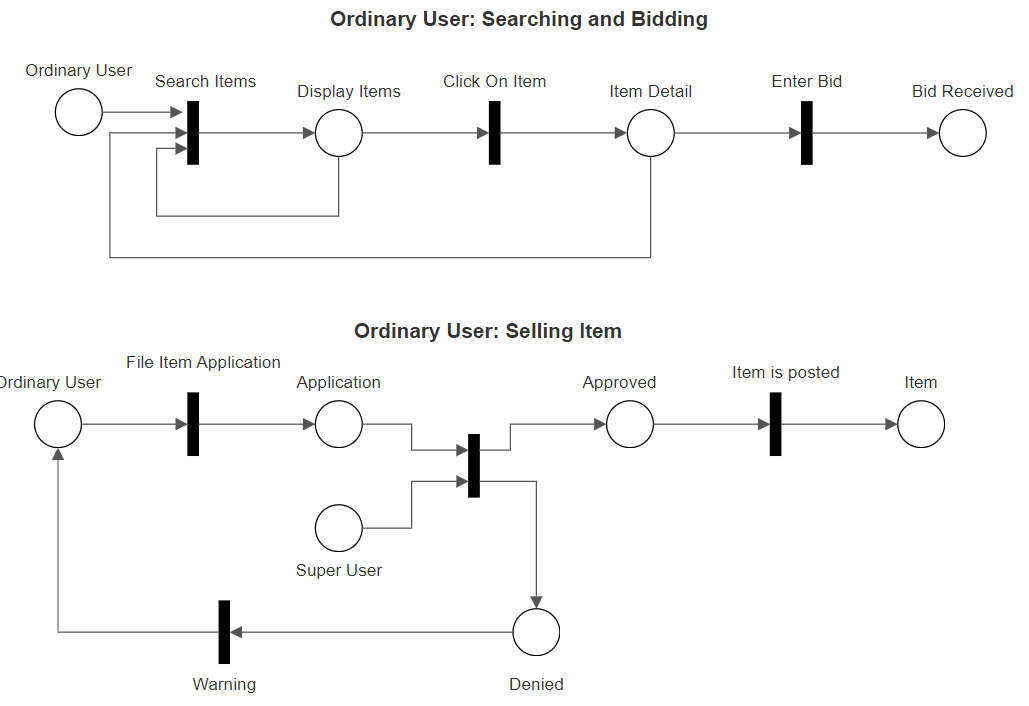 Ordinary User: Searching and Bidding
Ordinary User
Search Items
Display Items
Click On Item
Item Detail
Enter Bid
Bid Received
Ordinary User: Selling Item
Ordinary User
File Item Application
Application
Approved
Item is posted
Item
Super User
Warning
Denied